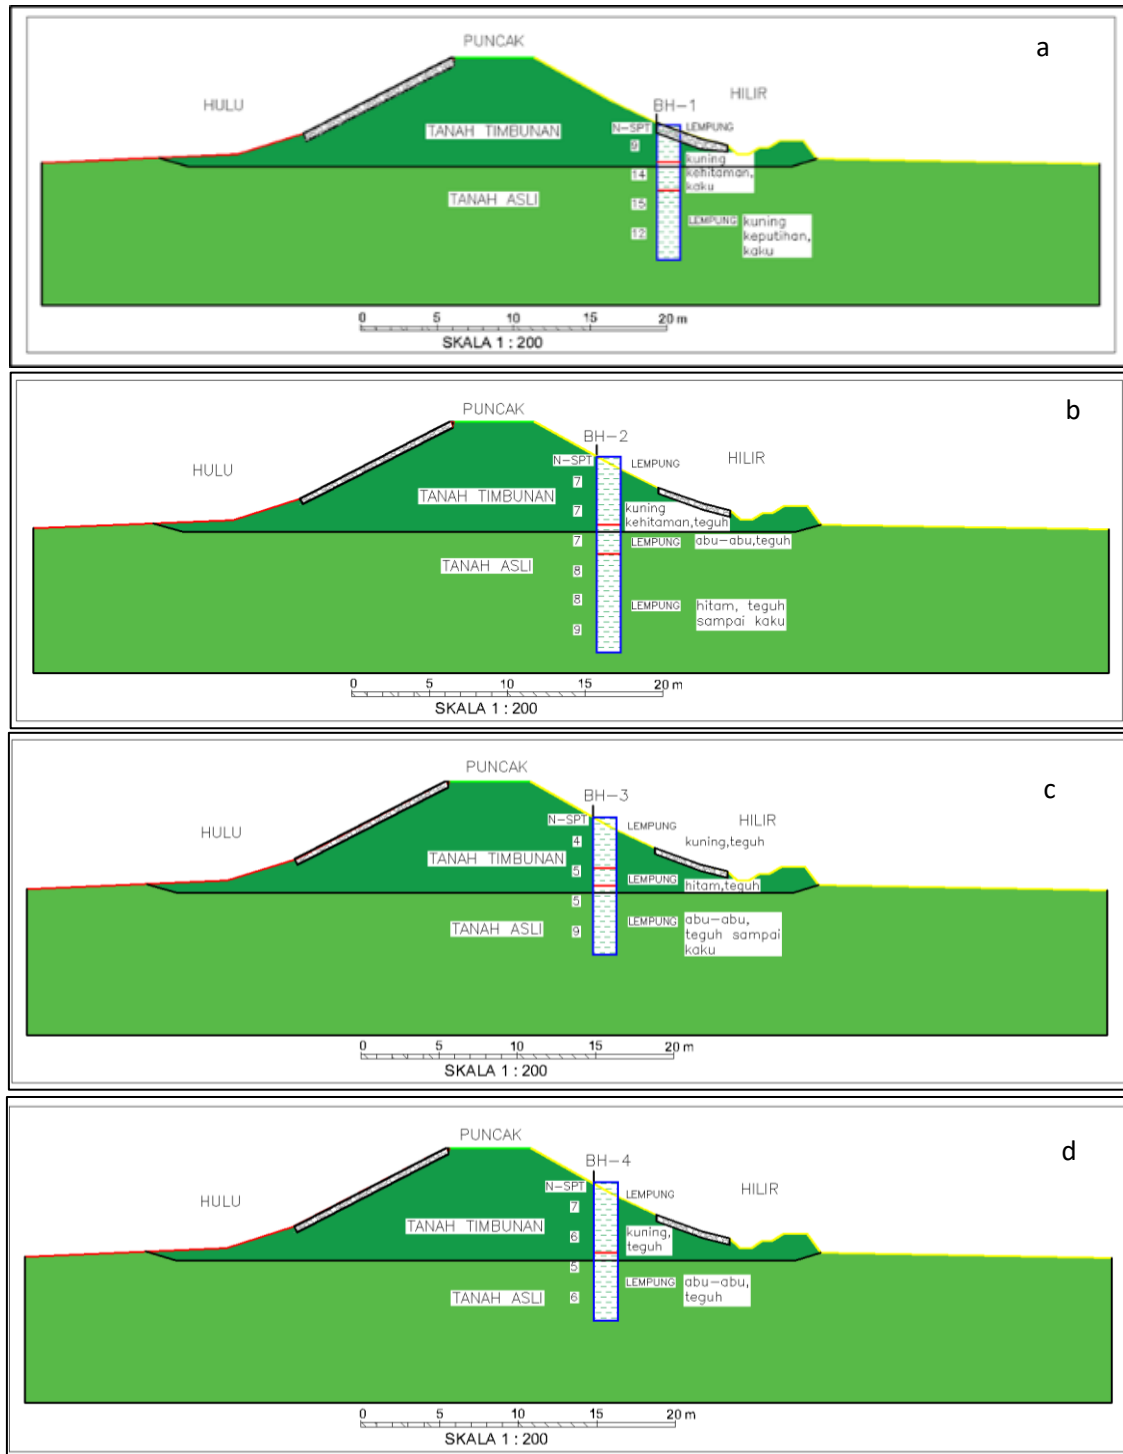 a
PUNCAK
HULU
HILIR
BH-1
N-SPT
LEMPUNG
TANAH TIMBUNAN
9
kuning
kehitaman,
kaku
14
TANAH ASLI
15
LEMPUNG
kuning
keputihan,
kaku
12
0 5 10 15 20 m
SKALA 1 : 200
b
PUNCAK
BH-2
HULU
HILIR
N-SPT
LEMPUNG
7
TANAH TIMBUNAN
7
kuning
kehitaman,teguh
7
LEMPUNG
abu-abu,teguh
TANAH ASLI
8
8
LEMPUNG
hitam, teguh
sampai kaku
9
0 5 10 15 20 m
SKALA 1 : 200
c
PUNCAK
BH-3
HULU
HILIR
N-SPT
LEMPUNG
kuning,teguh
4
TANAH TIMBUNAN
5
LEMPUNG
hitam,teguh
5
TANAH ASLI
LEMPUNG
abu-abu,
teguh sampai
kaku
9
0 5 10 15 20 m
SKALA 1 : 200
d
PUNCAK
BH-4
HULU
HILIR
N-SPT
LEMPUNG
7
TANAH TIMBUNAN
6
kuning,
teguh
5
LEMPUNG
abu-abu,
teguh
TANAH ASLI
6
0 5 10 15 20 m
SKALA 1 : 200